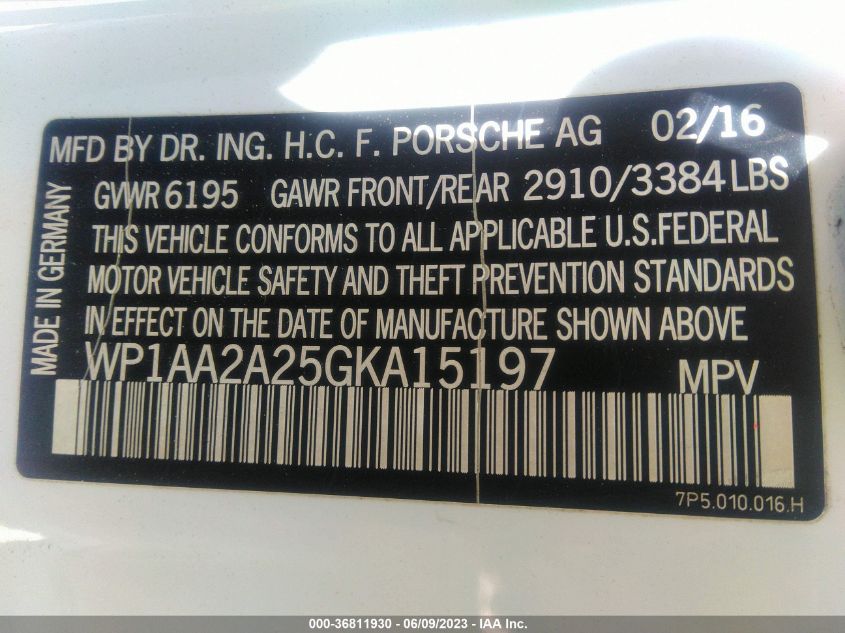 MFD BY DR. ING. H.C. F. PORSCHE AG 02/16
GVWR 6195 GAWR FRONT/REAR 2910/3384 LBS
THIS VEHICLE CONFORMS TO ALL APPLICABLE U.S.FEDERAL
MOTOR VEHICLE SAFETY AND THEFT PREVENTION STANDARDS
IN EFFECT ON THE DATE OF MANUFACTURE SHOWN ABOVE
WP1AA2A25GKA15197 MPV
MADE IN GERMANY
7P5.010.016.H
000-36811930 - 06/09/2023 - IAA Inc.